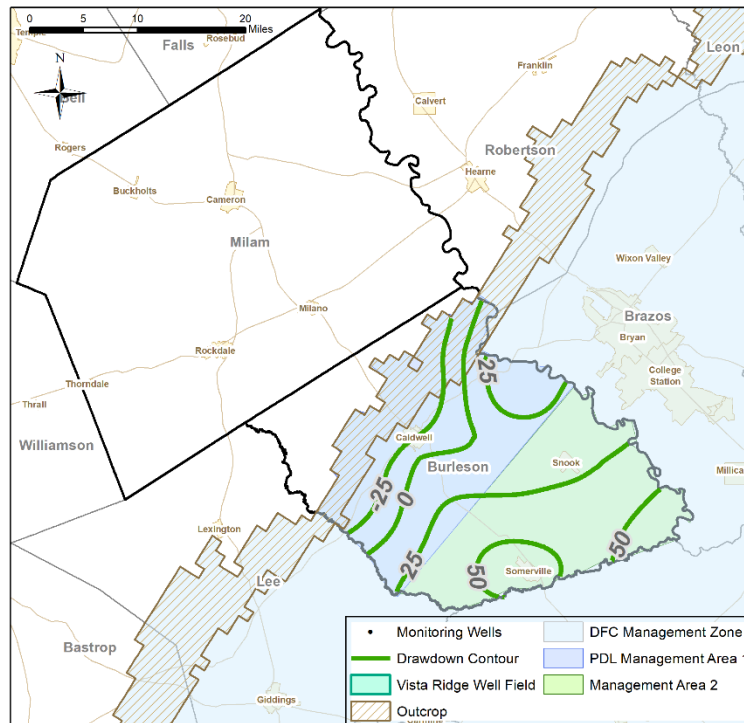 0 5 10 20
Miles
Temple
Falls
Rosebud
Leon
N
Bell
Franklin
Calvert
Rogers
Robertson
Buckholts
Cameron
Hearne
Milam
Wixon Valley
Milano
Brazos
Rockdale
Bryan
25
College
Station
Thorndale
Thrall
Caldwell
Williamson
Burleson
Snook
-25
0
Millica
Lexington
25
50
50
Somerville
Lee
Bastrop
Giddings
Monitoring Wells
DFC Management Zone
Drawdown Contour
PDL Management Area 1
Vista Ridge Well Field
Management Area 2
Outcrop